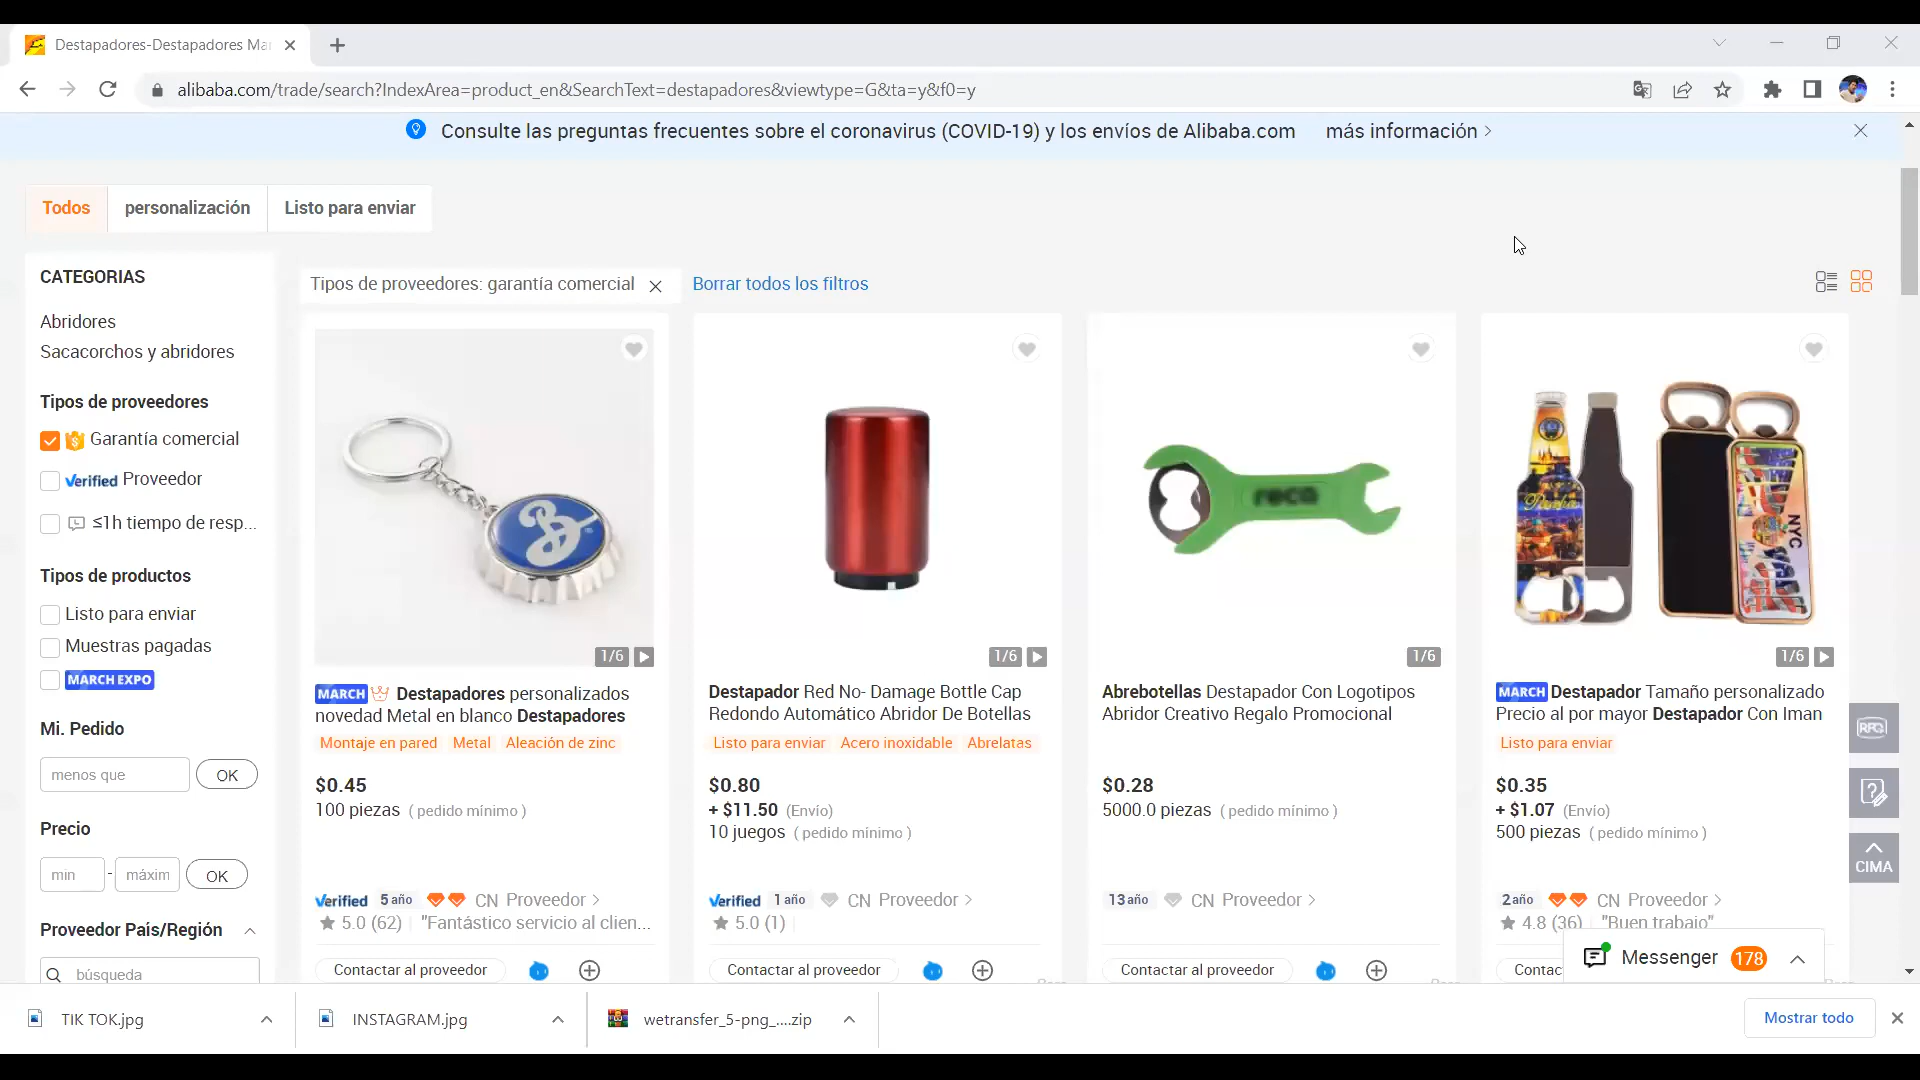 Destapadores-Destapadores Ma
alibaba.com/trade/search?IndexArea=product_en&SearchText=destapadores&viewtype=G&ta=y&f0=y
Consulte las preguntas frecuentes sobre el coronavirus (COVID-19) y los envíos de Alibaba.com más información >
Todos personalización Listo para enviar
CATEGORIAS
Abridores
Sacacorchos y abridores
Tipos de proveedores
Garantía comercial
Verified Proveedor
≤1h tiempo de resp...
Tipos de productos
Listo para enviar
Muestras pagadas
MARCH EXPO
Mi. Pedido
menos que OK
Precio
min - máxim OK
Proveedor País/Región
búsqueda
Tipos de proveedores: garantía comercial Borrar todos los filtros
1/6
MARCH Destapadores personalizados
novedad Metal en blanco Destapadores
Montaje en pared Metal Aleación de zinc
$0.45
100 piezas ( pedido mínimo )
Verified 5 año CN Proveedor >
5.0 (62) "Fantástico servicio al clien...
Contactar al proveedor
1/6
Destapador Red No- Damage Bottle Cap
Redondo Automático Abridor De Botellas
Listo para enviar Acero inoxidable Abrelatas
$0.80
+ $11.50 (Envío)
10 juegos ( pedido mínimo )
Verified 1 año CN Proveedor >
5.0 (1)
Contactar al proveedor
reca
1/6
Abrebotellas Destapador Con Logotipos
Abridor Creativo Regalo Promocional
$0.28
5000.0 piezas ( pedido mínimo )
13 año CN Proveedor >
Contactar al proveedor
NYC
1/6
MARCH Destapador Tamaño personalizado
Precio al por mayor Destapador Con Iman
Listo para enviar
$0.35
+ $1.07 (Envío)
500 piezas ( pedido mínimo )
2 año CN Proveedor >
4.8 (36) "Buen trabajo"
Contac
RFQ
CIMA
Messenger 178
TIK TOK.jpg
INSTAGRAM.jpg
wetransfer_5-png_....zip
Mostrar todo